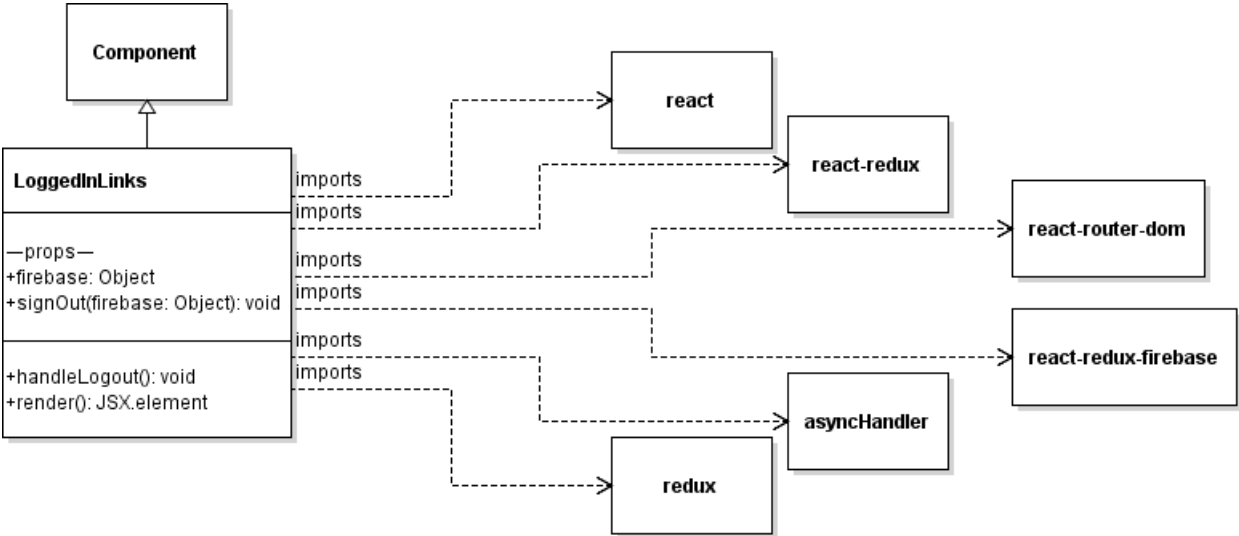 Component
LoggedInLinks
—props—
+firebase: Object
+signOut(firebase: Object): void
+handleLogout(): void
+render(): JSX.element
imports
imports
imports
imports
imports
imports
react
react-redux
react-router-dom
react-redux-firebase
asyncHandler
redux